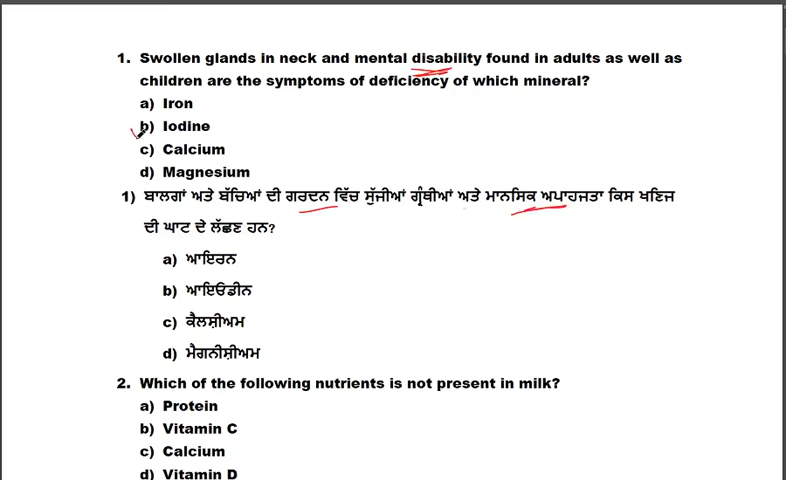 1. Swollen glands in neck and mental disability found in adults as well as
children are the symptoms of deficiency of which mineral?
a) Iron
b) Iodine
c) Calcium
d) Magnesium
1) ਬਾਲਗਾਂ ਅਤੇ ਬੱਚਿਆਂ ਦੀ ਗਰਦਨ ਵਿੱਚ ਸੁੱਜੀਆਂ ਗ੍ਰੰਥੀਆਂ ਅਤੇ ਮਾਨਸਿਕ ਅਪਾਹਜਤਾ ਕਿਸ ਖਣਿਜ
ਦੀ ਘਾਟ ਦੇ ਲੱਛਣ ਹਨ?
a) ਆਇਰਨ
b) ਆਇਓਡੀਨ
c) ਕੈਲਸ਼ੀਅਮ
d) ਮੈਗਨੀਸ਼ੀਅਮ
2. Which of the following nutrients is not present in milk?
a) Protein
b) Vitamin C
c) Calcium
d) Vitamin D